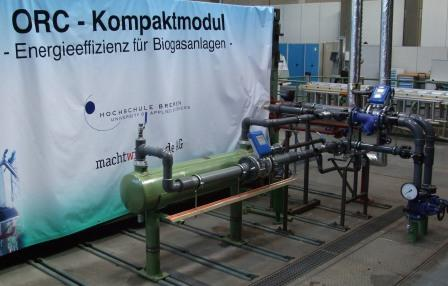 ORC - Kompaktmodul
- Energieeffizienz für Biogasanlagen -
HOCHSCHULE BREMEN
UNIVERSITY OF APPLIED SCIENCES